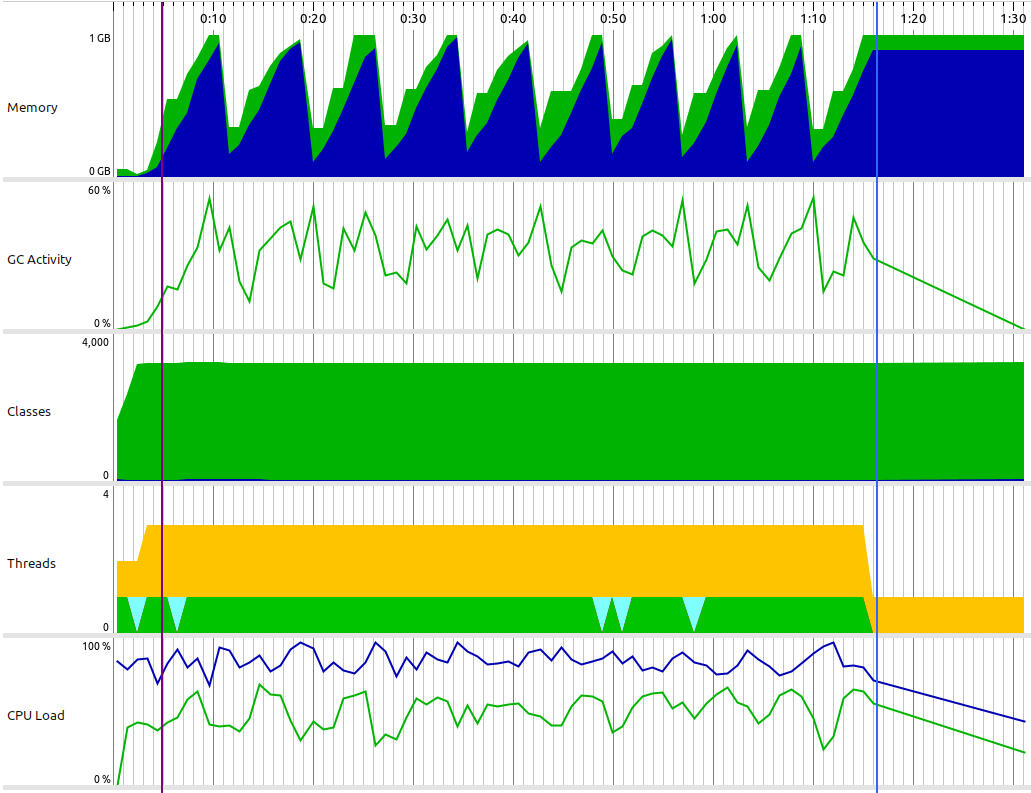 0:10 0:20 0:30 0:40 0:50 1:00 1:10 1:20 1:30
1 GB
Memory
0 GB
60 %
GC Activity
0 %
4,000
Classes
0
4
Threads
0
100 %
CPU Load
0 %